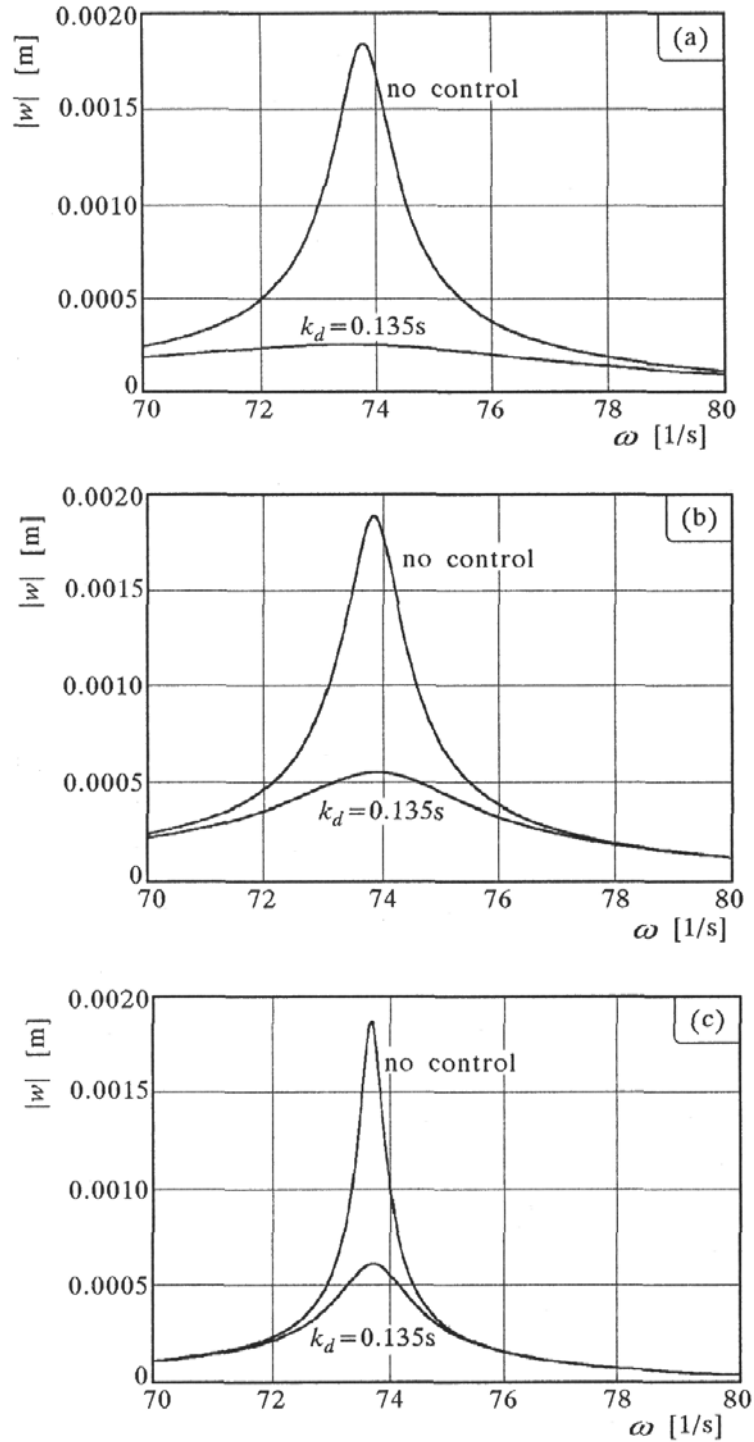 0.0020
(a)
|w| [m]
no control
0.0015
0.0010
0.0005
k_d=0.135s
0
70 72 74 76 78 80
ω [1/s]
0.0020
(b)
|w| [m]
no control
0.0015
0.0010
0.0005
k_d=0.135s
0
70 72 74 76 78 80
ω [1/s]
0.0020
(c)
|w| [m]
no control
0.0015
0.0010
0.0005
k_d=0.135s
0
70 72 74 76 78 80
ω [1/s]